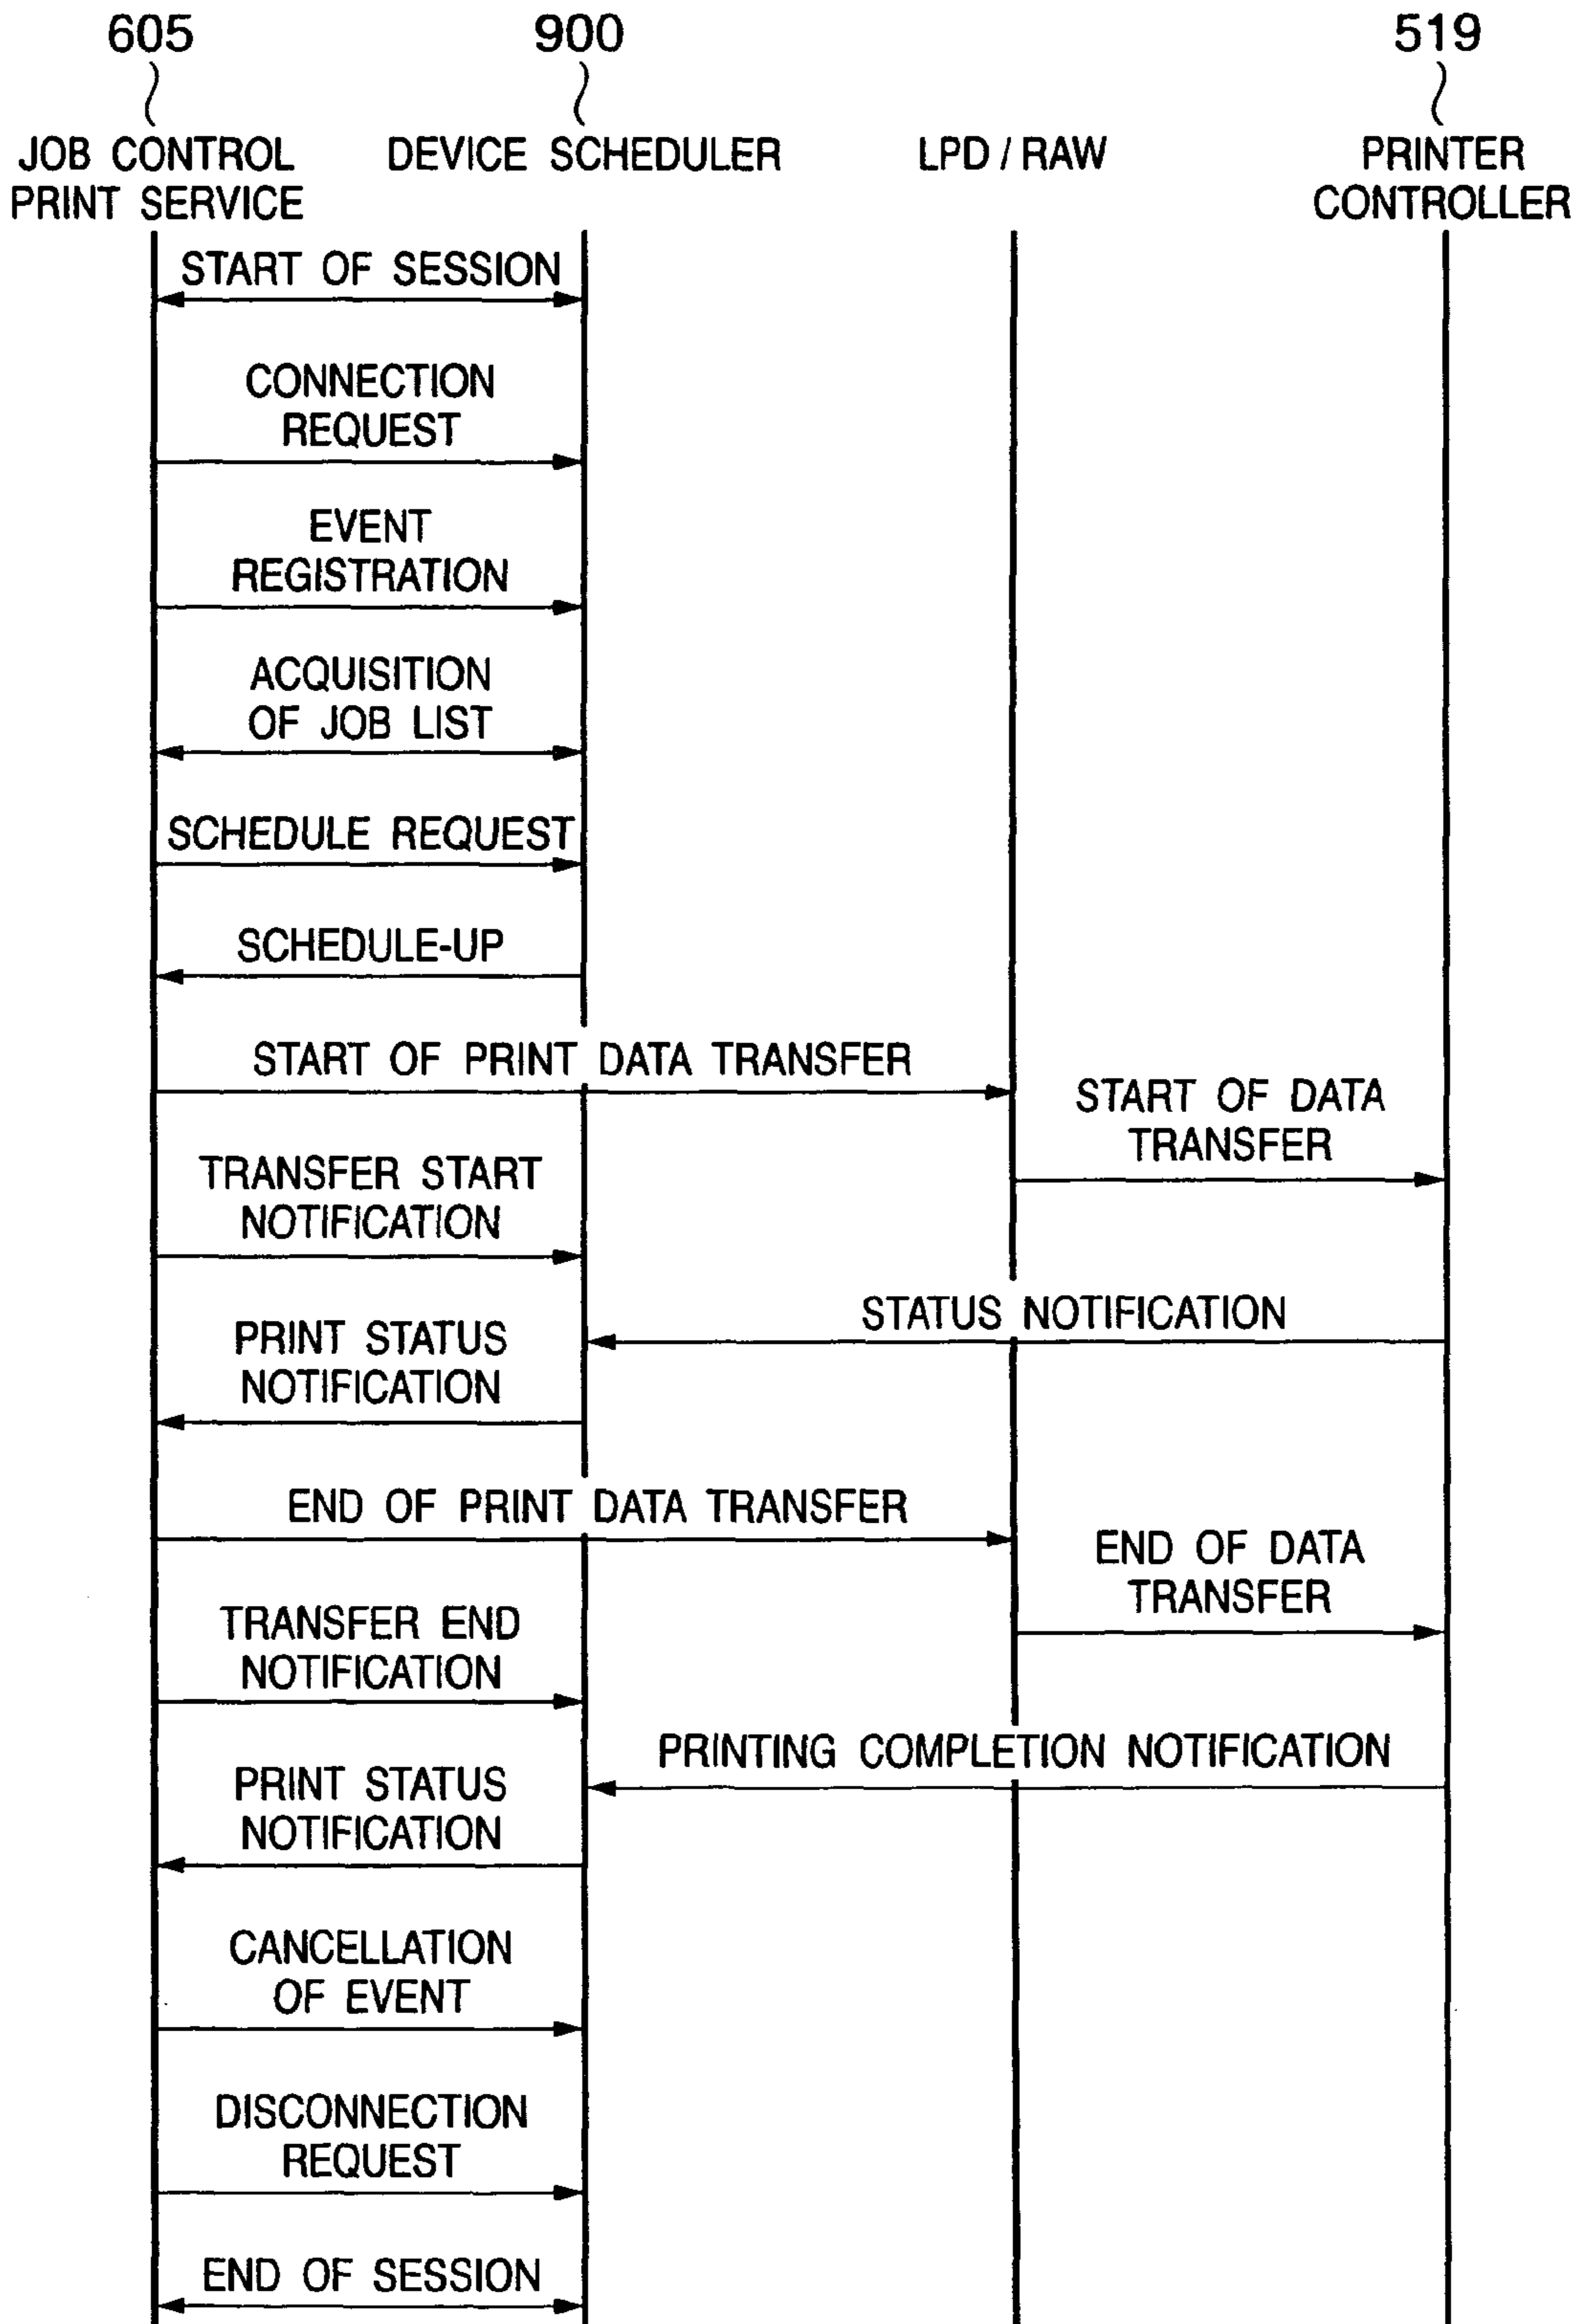 605
900
519
JOB CONTROL
PRINT SERVICE
DEVICE SCHEDULER
LPD / RAW
PRINTER
CONTROLLER
START OF SESSION
CONNECTION
REQUEST
EVENT
REGISTRATION
ACQUISITION
OF JOB LIST
SCHEDULE REQUEST
SCHEDULE-UP
START OF PRINT DATA TRANSFER
START OF DATA
TRANSFER
TRANSFER START
NOTIFICATION
STATUS NOTIFICATION
PRINT STATUS
NOTIFICATION
END OF PRINT DATA TRANSFER
END OF DATA
TRANSFER
TRANSFER END
NOTIFICATION
PRINTING COMPLETION NOTIFICATION
PRINT STATUS
NOTIFICATION
CANCELLATION
OF EVENT
DISCONNECTION
REQUEST
END OF SESSION